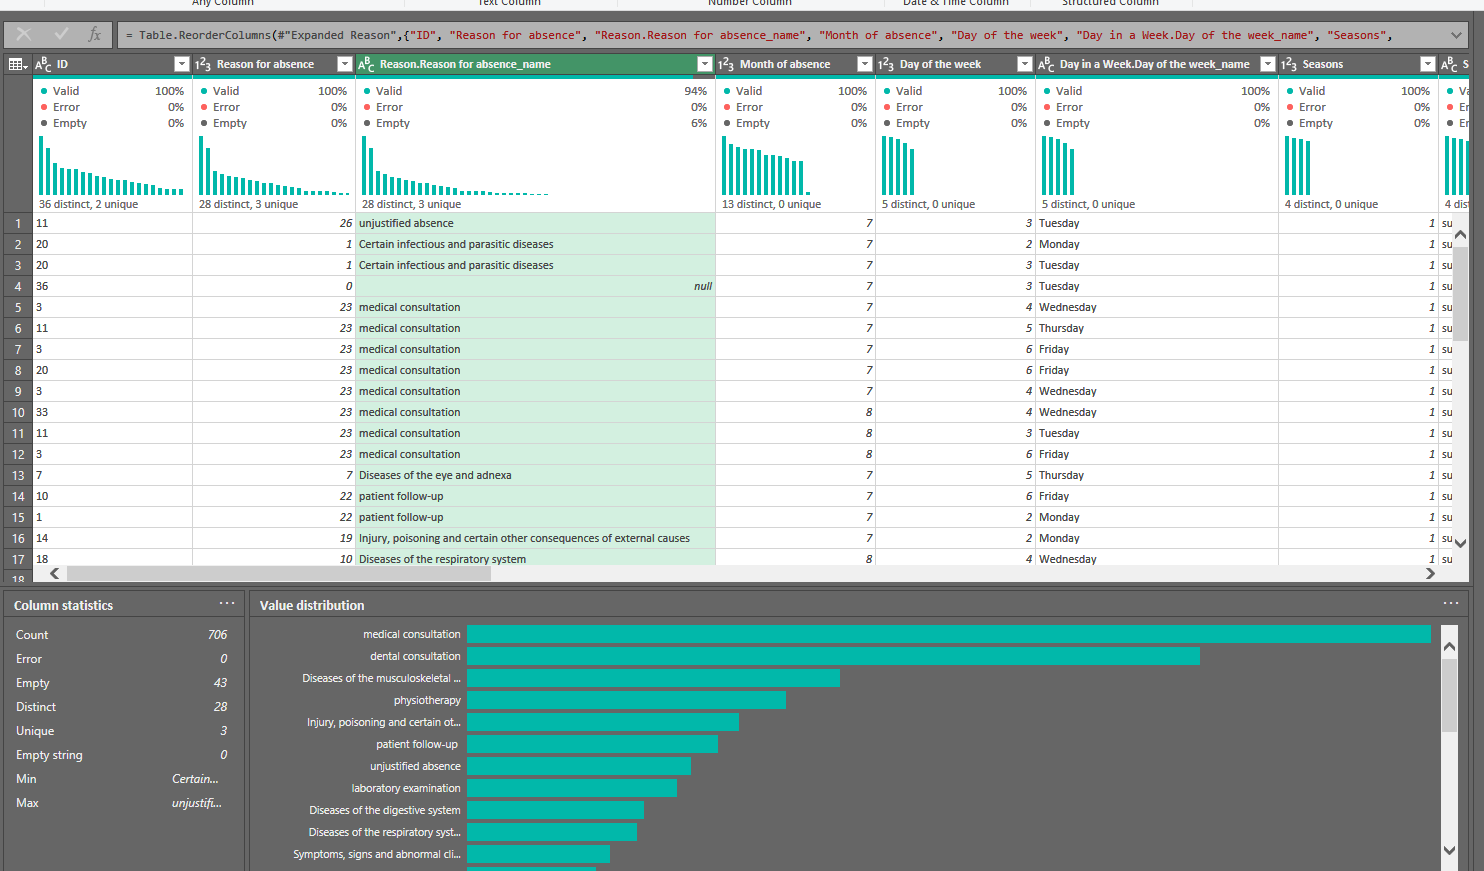 Any Column Text Column Number Column Date & Time Column Structured Column
fx = Table.ReorderColumns(#"Expanded Reason",{"ID", "Reason for absence", "Reason.Reason for absence_name", "Month of absence", "Day of the week", "Day in a Week.Day of the week_name", "Seasons",
ABC ID 123 Reason for absence ABC Reason.Reason for absence_name 123 Month of absence 123 Day of the week ABC Day in a Week.Day of the week_name 123 Seasons ABC S
Valid 100% Valid 100% Valid 94% Valid 100% Valid 100% Valid 100% Valid 100% Va
Error 0% Error 0% Error 0% Error 0% Error 0% Error 0% Error 0% Er
Empty 0% Empty 0% Empty 6% Empty 0% Empty 0% Empty 0% Empty 0% Em
36 distinct, 2 unique 28 distinct, 3 unique 28 distinct, 3 unique 13 distinct, 0 unique 5 distinct, 0 unique 5 distinct, 0 unique 4 distinct, 0 unique 4 dis
1 11 26 unjustified absence 7 3 Tuesday 1 su
2 20 1 Certain infectious and parasitic diseases 7 2 Monday 1 su
3 20 1 Certain infectious and parasitic diseases 7 3 Tuesday 1 su
4 36 0 null 7 3 Tuesday 1 su
5 3 23 medical consultation 7 4 Wednesday 1 su
6 11 23 medical consultation 7 5 Thursday 1 su
7 3 23 medical consultation 7 6 Friday 1 su
8 20 23 medical consultation 7 6 Friday 1 su
9 3 23 medical consultation 7 4 Wednesday 1 su
10 33 23 medical consultation 8 4 Wednesday 1 su
11 11 23 medical consultation 8 3 Tuesday 1 su
12 3 23 medical consultation 8 6 Friday 1 su
13 7 7 Diseases of the eye and adnexa 7 5 Thursday 1 su
14 10 22 patient follow-up 7 6 Friday 1 su
15 1 22 patient follow-up 7 2 Monday 1 su
16 14 19 Injury, poisoning and certain other consequences of external causes 7 2 Monday 1 su
17 18 10 Diseases of the respiratory system 8 4 Wednesday 1 su
18
Column statistics ...
Count 706
Error 0
Empty 43
Distinct 28
Unique 3
Empty string 0
Min Certain...
Max unjustifi...
Value distribution ...
medical consultation
dental consultation
Diseases of the musculoskeletal ...
physiotherapy
Injury, poisoning and certain ot...
patient follow-up
unjustified absence
laboratory examination
Diseases of the digestive system
Diseases of the respiratory syst...
Symptoms, signs and abnormal cli...